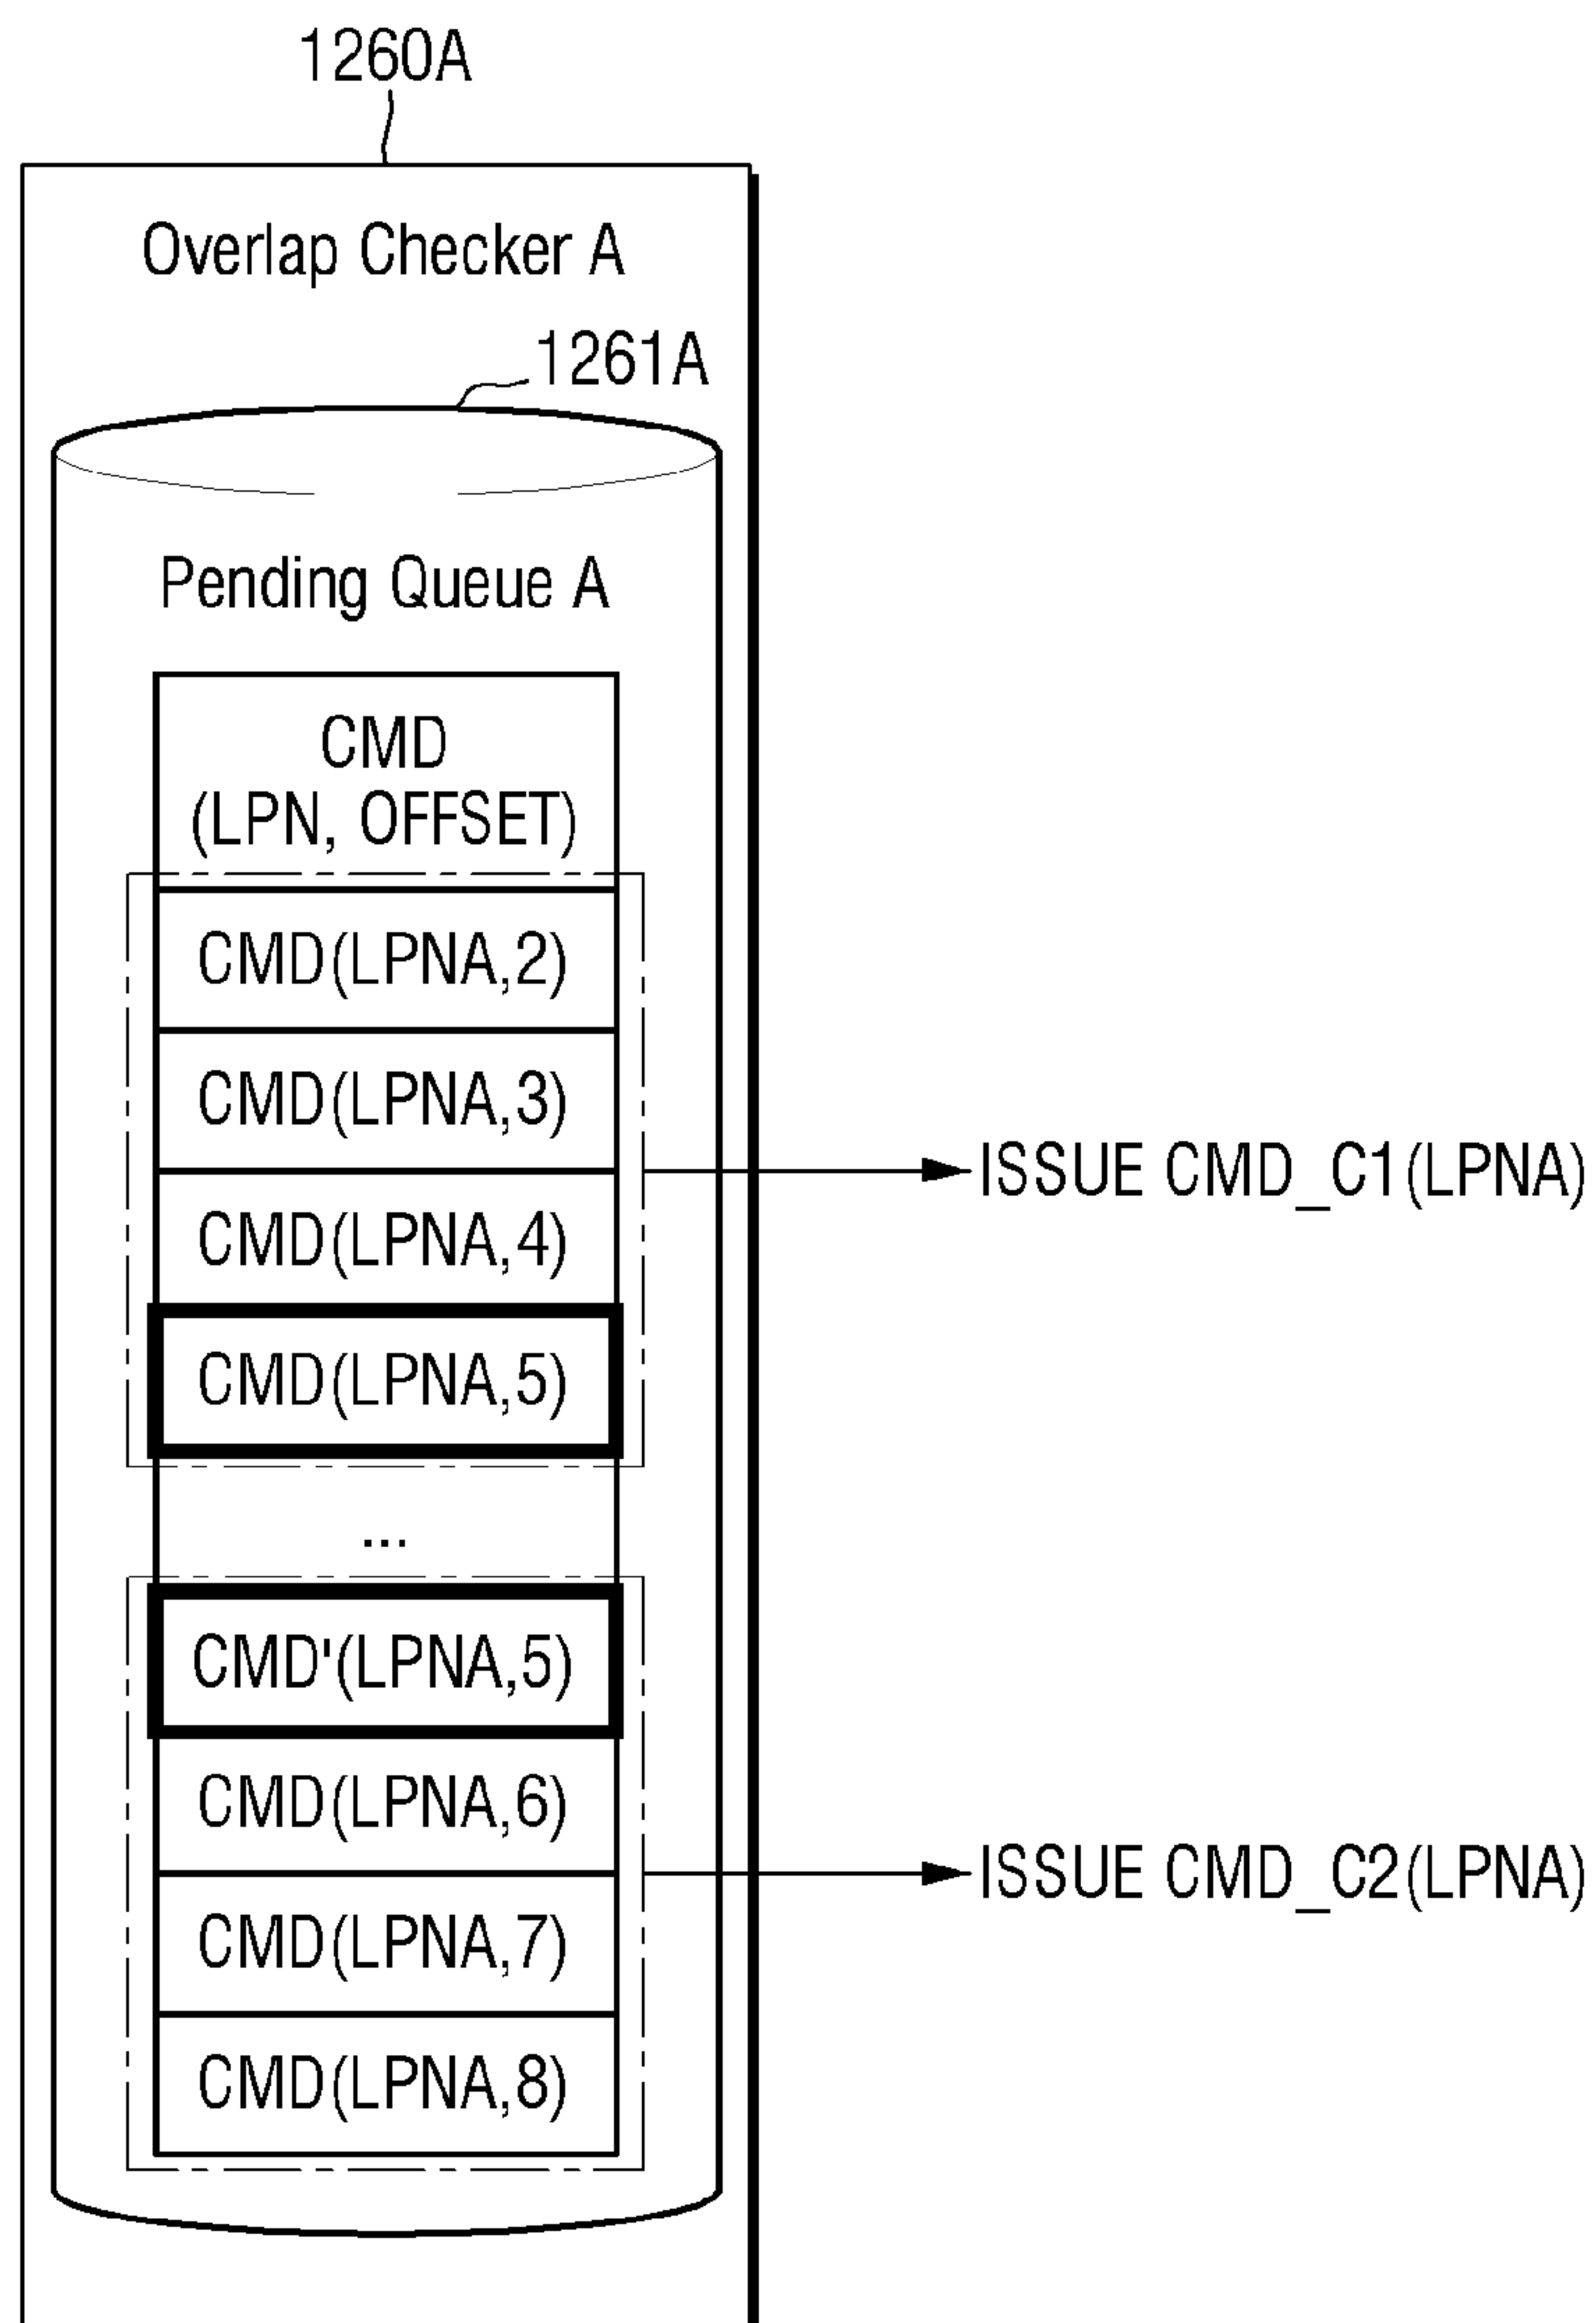 1260A
Overlap Checker A
1261A
Pending Queue A
CMD
(LPN, OFFSET)
CMD(LPNA,2)
CMD(LPNA,3)
ISSUE CMD_C1(LPNA)
CMD(LPNA,4)
CMD(LPNA,5)
...
CMD'(LPNA,5)
CMD(LPNA,6)
ISSUE CMD_C2(LPNA)
CMD(LPNA,7)
CMD(LPNA,8)